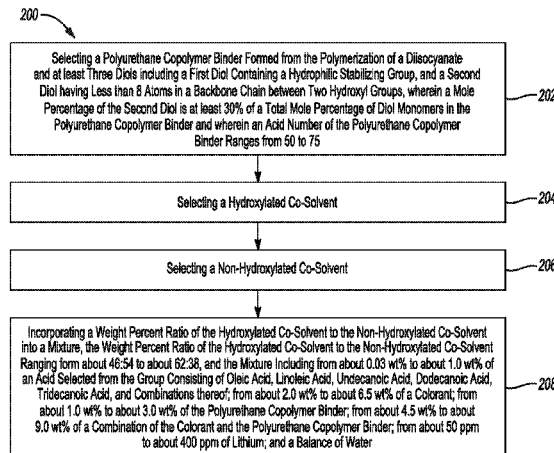 200
Selecting a Polyurethane Copolymer Binder Formed from the Polymerization of a Diisocyanate
and at least Three Diols including a First Diol Containing a Hydrophilic Stabilizing Group, and a Second
Diol having Less than 8 Atoms in a Backbone Chain between Two Hydroxyl Groups, wherein a Mole
Percentage of the Second Diol is at least 30% of a Total Mole Percentage of Diol Monomers in the
Polyurethane Copolymer Binder and wherein an Acid Number of the Polyurethane Copolymer
Binder Ranges from 50 to 75
202
Selecting a Hydroxylated Co-Solvent
204
Selecting a Non-Hydroxylated Co-Solvent
206
Incorporating a Weight Percent Ratio of the Hydroxylated Co-Solvent to the Non-Hydroxylated Co-Solvent
into a Mixture, the Weight Percent Ratio of the Hydroxylated Co-Solvent to the Non-Hydroxylated Co-Solvent
Ranging form about 46:54 to about 62:38, and the Mixture Including from about 0.03 wt% to about 1.0 wt% of
an Acid Selected from the Group Consisting of Oleic Acid, Linoleic Acid, Undecanoic Acid, Dodecanoic Acid,
Tridecanoic Acid, and Combinations thereof; from about 2.0 wt% to about 6.5 wt% of a Colorant; from
about 1.0 wt% to about 3.0 wt% of the Polyurethane Copolymer Binder; from about 4.5 wt% to about
9.0 wt% of a Combination of the Colorant and the Polyurethane Copolymer Binder; from about 50 ppm
to about 400 ppm of Lithium; and a Balance of Water
208